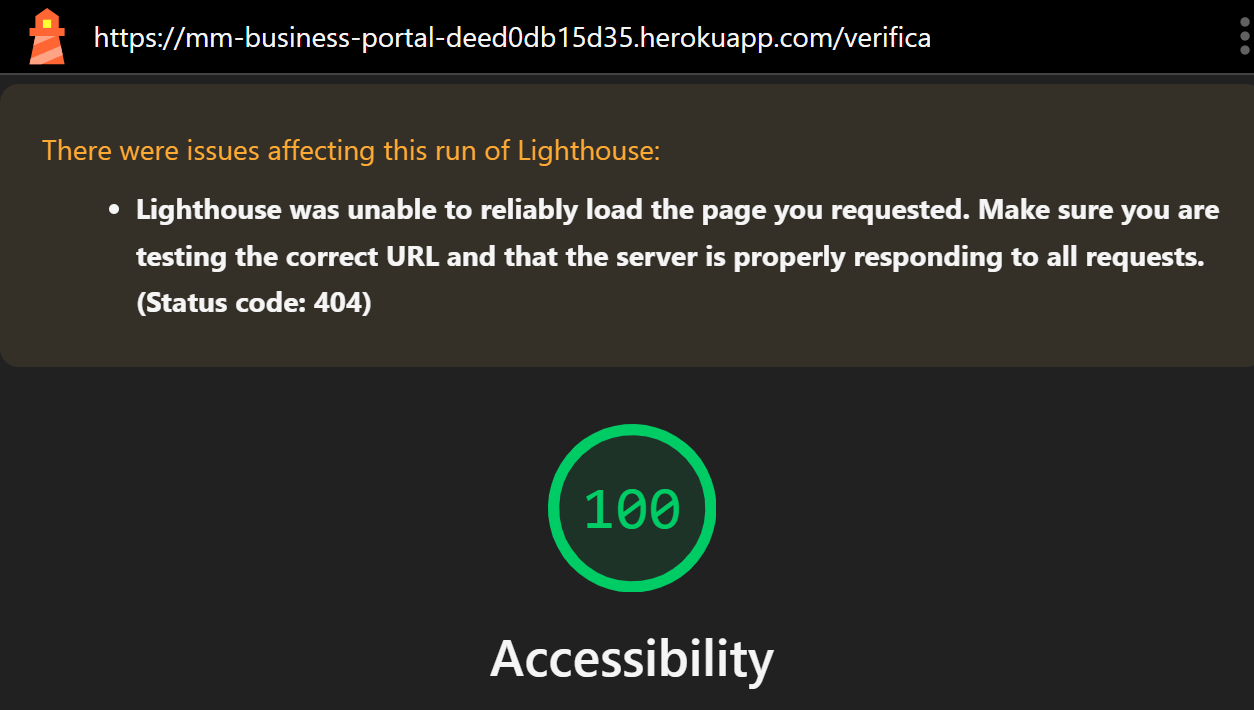 https://mm-business-portal-deed0db15d35.herokuapp.com/verifica
There were issues affecting this run of Lighthouse:
• Lighthouse was unable to reliably load the page you requested. Make sure you are
testing the correct URL and that the server is properly responding to all requests.
(Status code: 404)
100
Accessibility